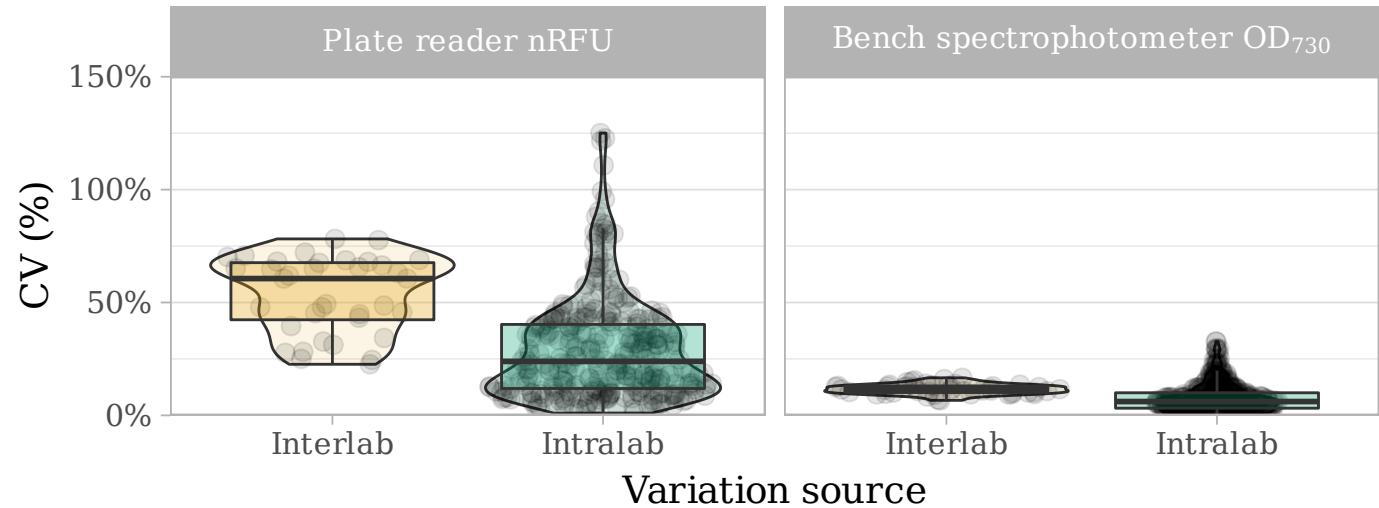 Plate reader nRFU
Bench spectrophotometer OD₇₃₀
150%
100%
50%
0%
CV (%)
Interlab
Intralab
Interlab
Intralab
Variation source